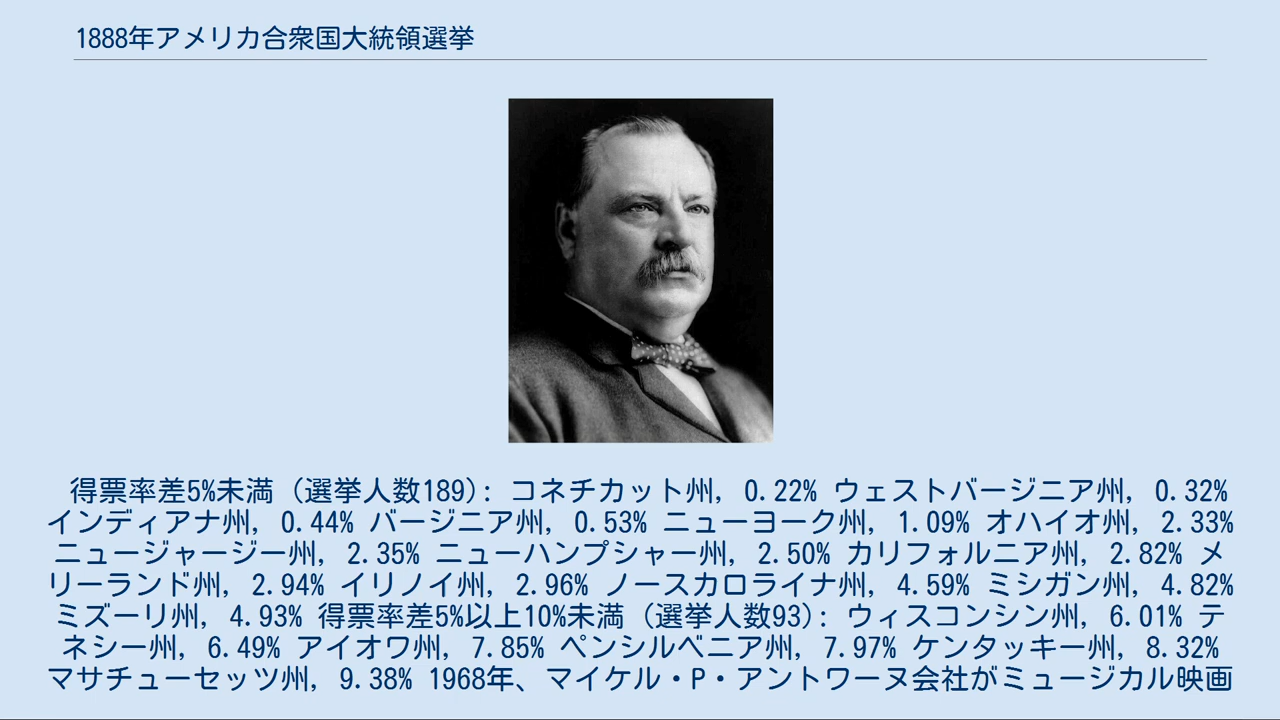 1888年アメリカ合衆国大統領選挙
得票率差5%未満 (選挙人数189): コネチカット州, 0.22% ウェストバージニア州, 0.32%
インディアナ州, 0.44% バージニア州, 0.53% ニューヨーク州, 1.09% オハイオ州, 2.33%
ニュージャージー州, 2.35% ニューハンプシャー州, 2.50% カリフォルニア州, 2.82% メ
リーランド州, 2.94% イリノイ州, 2.96% ノースカロライナ州, 4.59% ミシガン州, 4.82%
ミズーリ州, 4.93% 得票率差5%以上10%未満 (選挙人数93): ウィスコンシン州, 6.01% テ
ネシー州, 6.49% アイオワ州, 7.85% ペンシルベニア州, 7.97% ケンタッキー州, 8.32%
マサチューセッツ州, 9.38% 1968年、マイケル・P・アントワーヌ会社がミュージカル映画